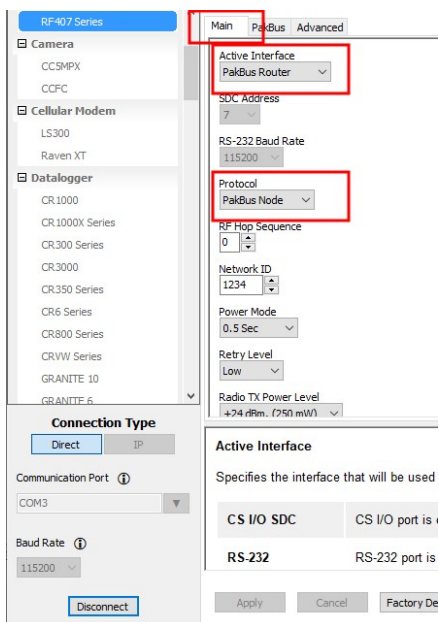 RF407 Series
Camera
CC5MPX
CCFC
Cellular Modem
LS300
Raven XT
Datalogger
CR1000
CR1000X Series
CR300 Series
CR3000
CR350 Series
CR6 Series
CR800 Series
CRVW Series
GRANITE 10
GRANITE 6
Connection Type
Direct IP
Communication Port
COM3
Baud Rate
115200
Disconnect
Main PakBus Advanced
Active Interface
PakBus Router
SDC Address
7
RS-232 Baud Rate
115200
Protocol
PakBus Node
RF Hop Sequence
0
Network ID
1234
Power Mode
0.5 Sec
Retry Level
Low
Radio TX Power Level
+24 dBm, (250 mW)
Active Interface
Specifies the interface that will be used
CS I/O SDC CS I/O port is
RS-232 RS-232 port is
Apply Cancel Factory De